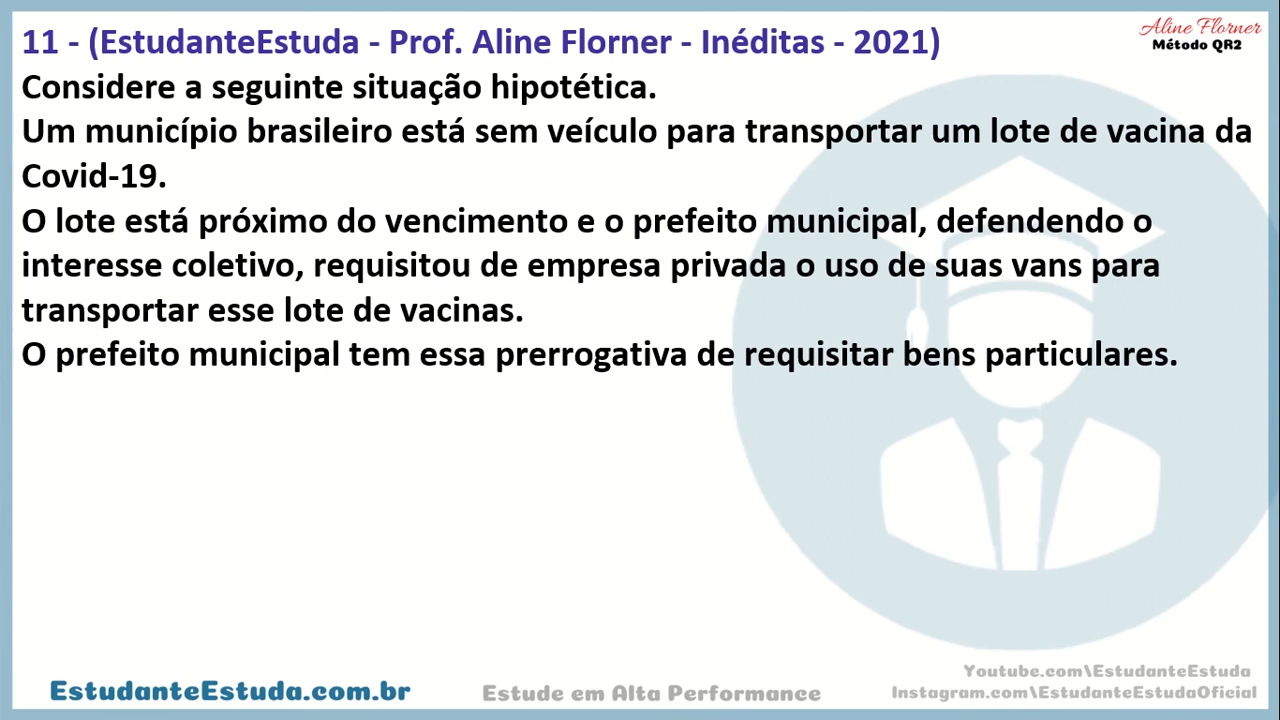 11 - (EstudanteEstuda - Prof. Aline Florner - Inéditas - 2021)
Aline Florner
Método QR2
Considere a seguinte situação hipotética.
Um município brasileiro está sem veículo para transportar um lote de vacina da
Covid-19.
O lote está próximo do vencimento e o prefeito municipal, defendendo o
interesse coletivo, requisitou de empresa privada o uso de suas vans para
transportar esse lote de vacinas.
O prefeito municipal tem essa prerrogativa de requisitar bens particulares.
EstudanteEstuda.com.br
Estude em Alta Performance
Youtube.com\EstudanteEstuda
Instagram.com\EstudanteEstudaOficial